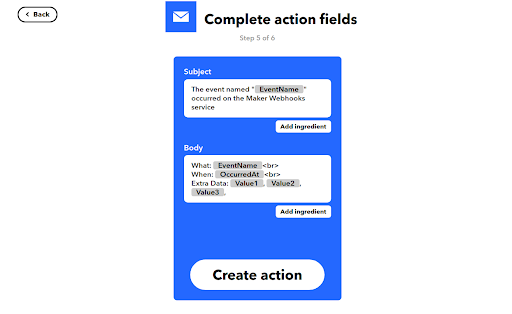 Back
Complete action fields
Step 5 of 6
Subject
The event named " EventName "
occurred on the Maker Webhooks
service
Add ingredient
Body
What: EventName <br>
When: OccurredAt <br>
Extra Data: Value1 , Value2 ,
Value3 ,
Add ingredient
Create action